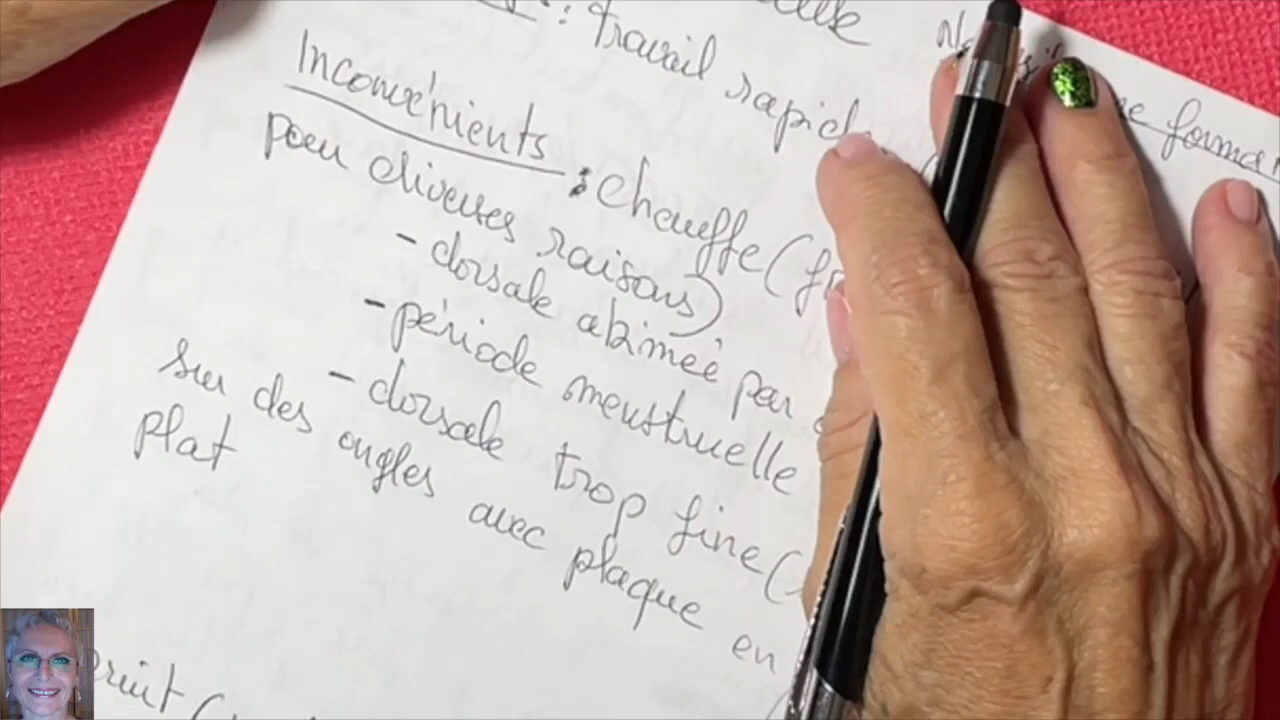 : travail rapide
Inconvénients : chauffe (
pour diverses raisons)
- dorsale abimée par
- période menstruelle
- dorsale trop fine (
sur des ongles avec plaque en
plat